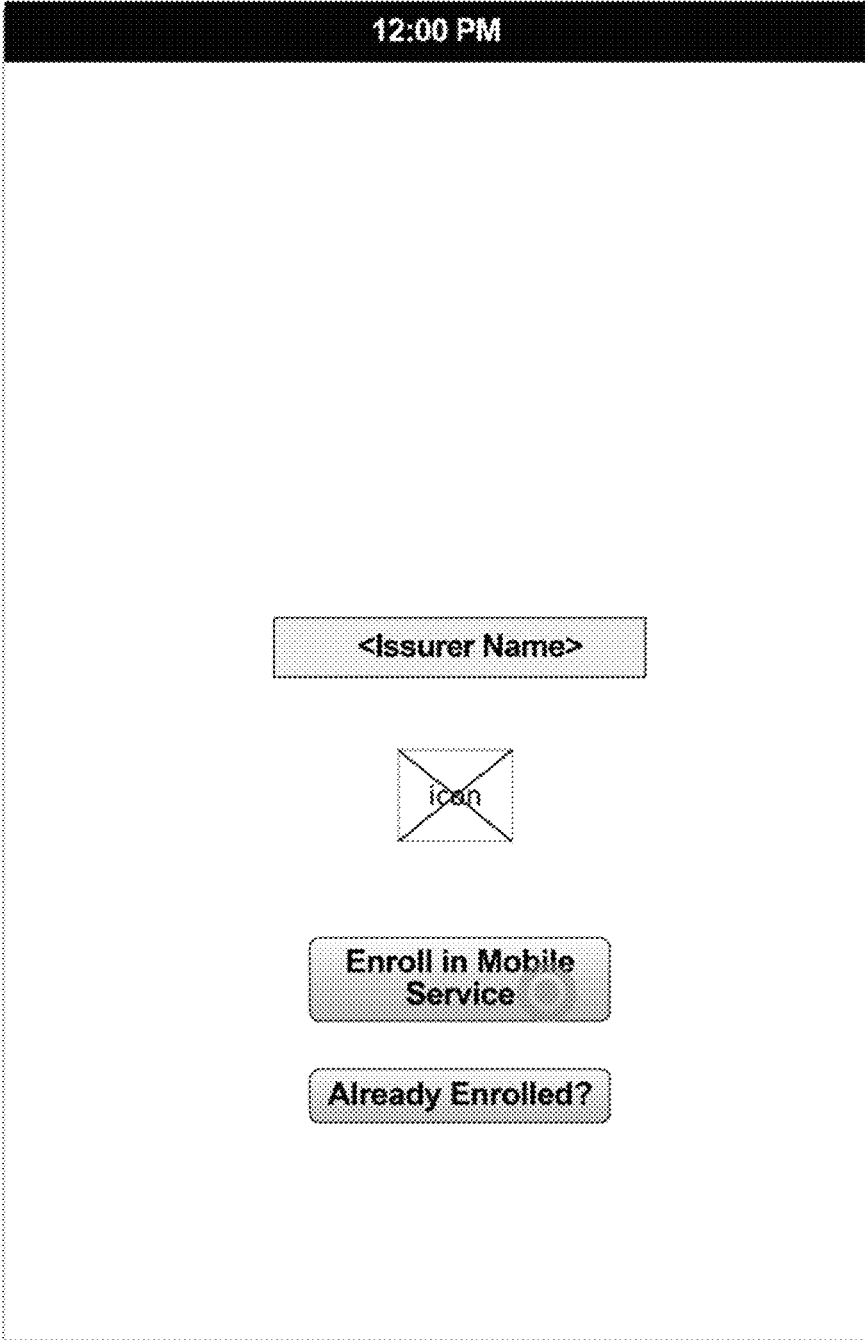 12:00 PM
<Issurer Name>
icon
Enroll in Mobile
Service
Already Enrolled?